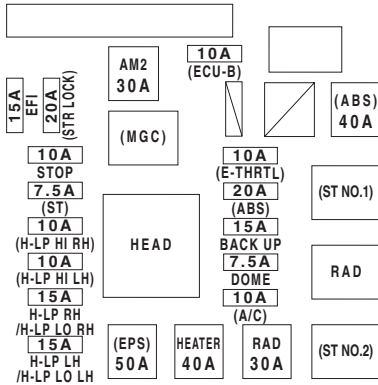 10A
(ECU-B)
AM2
30A
15A
EFI
20A
(STR LOCK)
(ABS)
40A
(MGC)
10A
STOP
7.5A
(ST)
10A
(H-LP HI RH)
10A
(H-LP HI LH)
15A
H-LP RH
/H-LP LO RH
15A
H-LP LH
/H-LP LO LH
HEAD
10A
(E-THRTL)
20A
(ABS)
15A
BACK UP
7.5A
DOME
10A
(A/C)
(ST NO.1)
RAD
(EPS)
50A
HEATER
40A
RAD
30A
(ST NO.2)